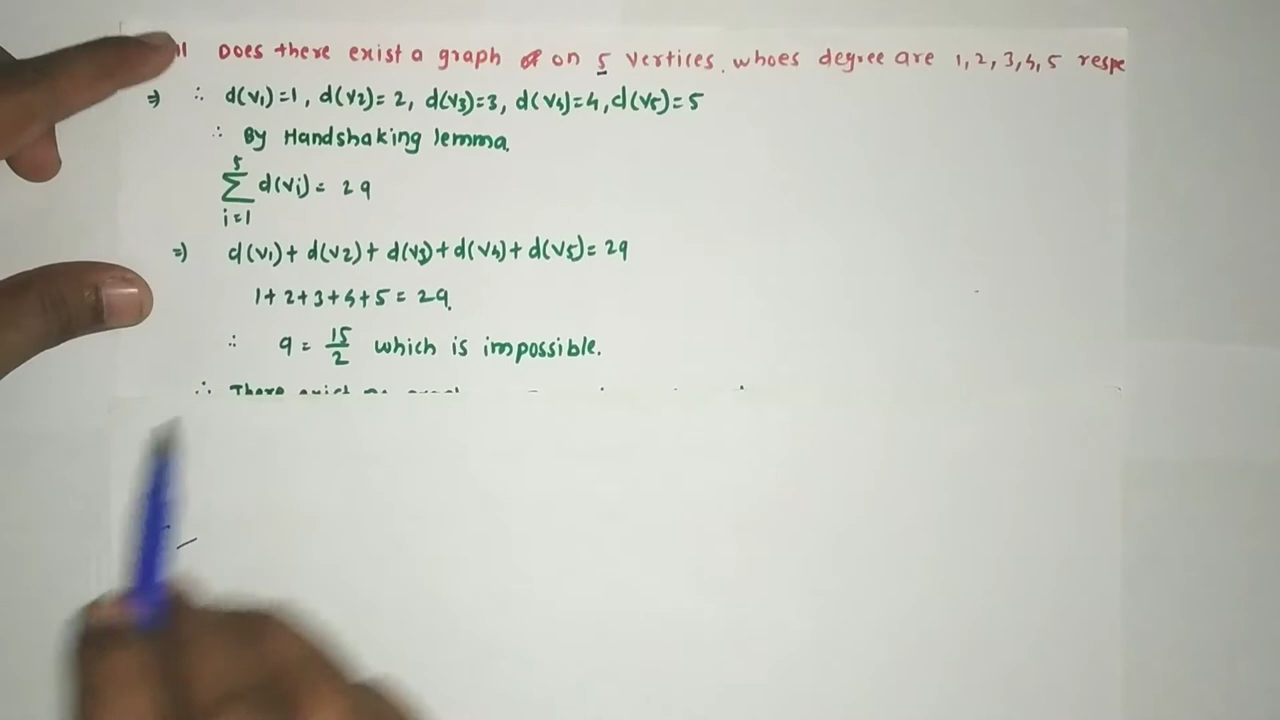 Does there exist a graph on 5 vertices. whoes degree are 1,2,3,4,5 respe
⇒ ∴ d(v1)=1, d(v2)=2, d(v3)=3, d(v4)=4, d(v5)=5
∴ By Handshaking lemma.
5
∑ d(vi) = 2q
i=1
⇒ d(v1)+ d(v2)+ d(v3)+ d(v4)+ d(v5)= 2q
1+2+3+4+5 = 2q.
∴ q = 15/2 which is impossible.
∴ There exist